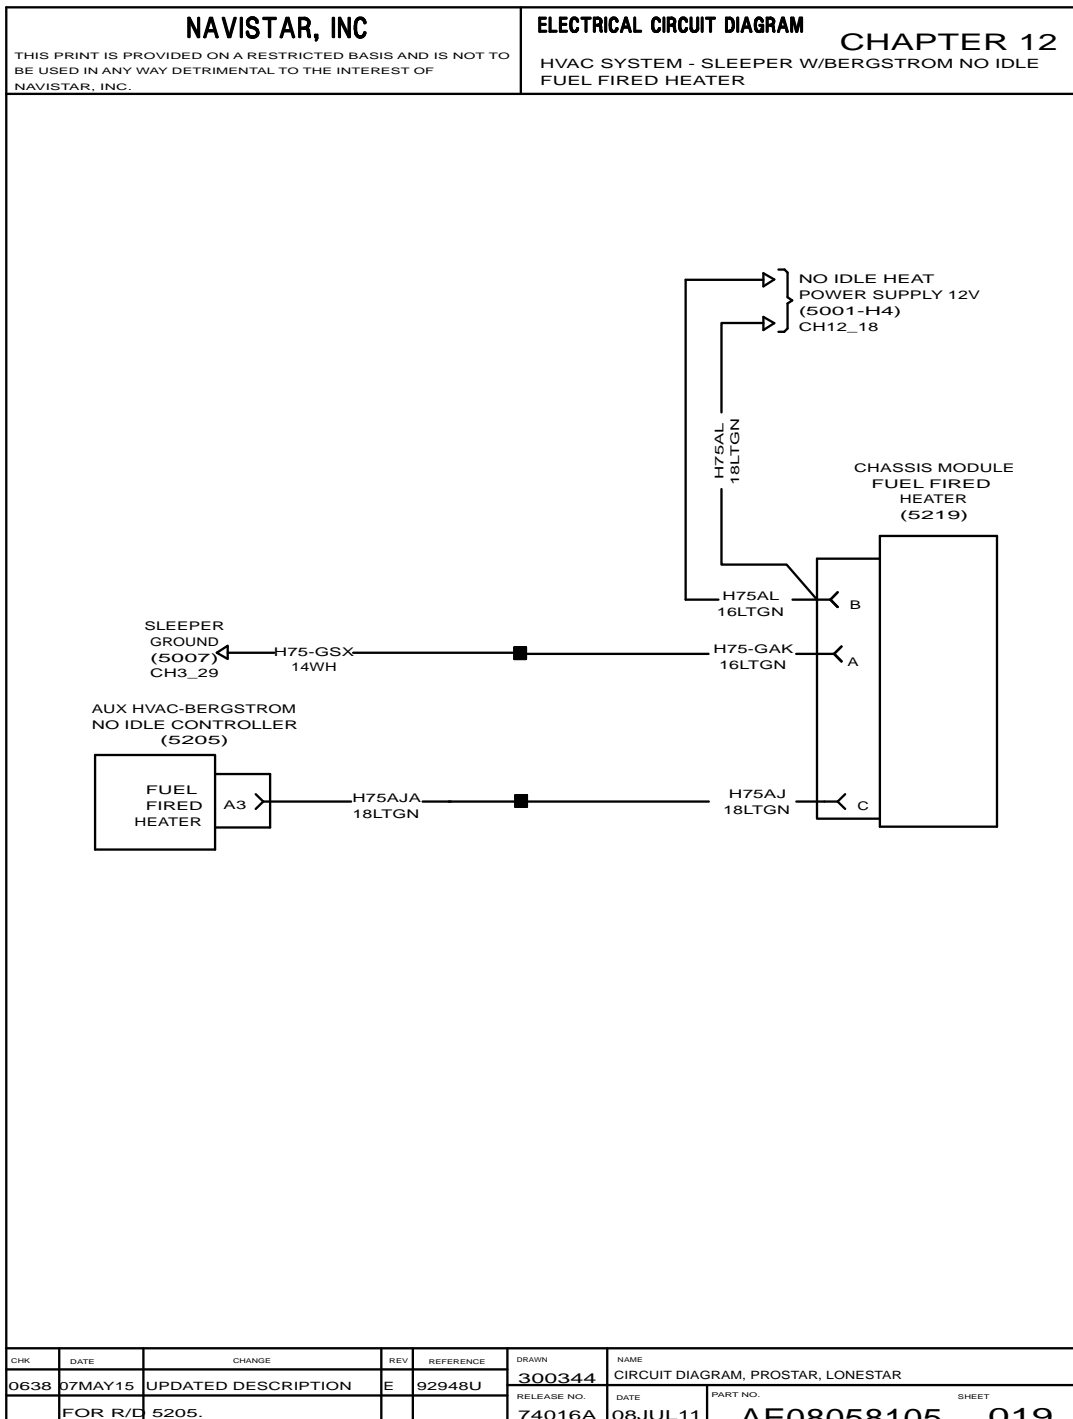 NAVISTAR, INC
THIS PRINT IS PROVIDED ON A RESTRICTED BASIS AND IS NOT TO
BE USED IN ANY WAY DETRIMENTAL TO THE INTEREST OF
NAVISTAR, INC.
ELECTRICAL CIRCUIT DIAGRAM
CHAPTER 12
HVAC SYSTEM - SLEEPER W/BERGSTROM NO IDLE
FUEL FIRED HEATER
NO IDLE HEAT
POWER SUPPLY 12V
(5001-H4)
CH12_18
H75AL
18LTGN
CHASSIS MODULE
FUEL FIRED
HEATER
(5219)
H75AL
16LTGN
B
SLEEPER
GROUND
(5007)
CH3_29
H75-GSX
14WH
H75-GAK
16LTGN
A
AUX HVAC-BERGSTROM
NO IDLE CONTROLLER
(5205)
FUEL
FIRED
HEATER
A3
H75AJA
18LTGN
H75AJ
18LTGN
C
CHK DATE CHANGE REV REFERENCE
0638 07MAY15 UPDATED DESCRIPTION E 92948U
FOR R/D 5205.
DRAWN
300344
NAME
CIRCUIT DIAGRAM, PROSTAR, LONESTAR
RELEASE NO.
74016A
DATE
08JUL11
PART NO.
AE08058105
SHEET
019